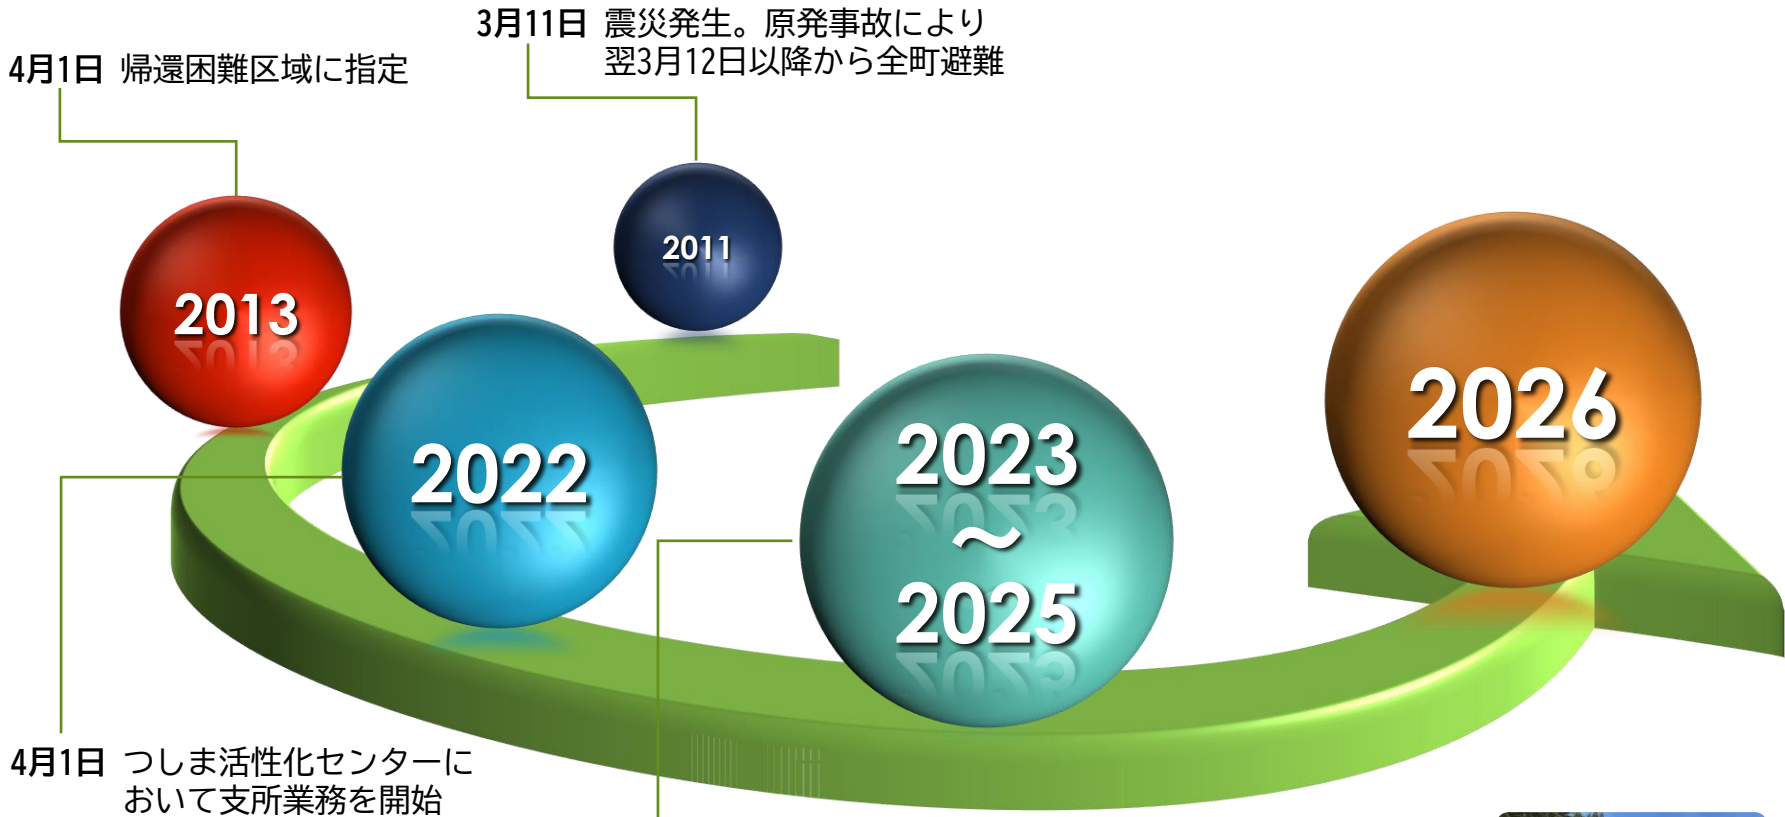 3月11日 震災発生。原発事故により
翌3月12日以降から全町避難
4月1日 帰還困難区域に指定
2011
2013
2022
2023
～
2025
2026
4月1日 つしま活性化センターに
おいて支所業務を開始